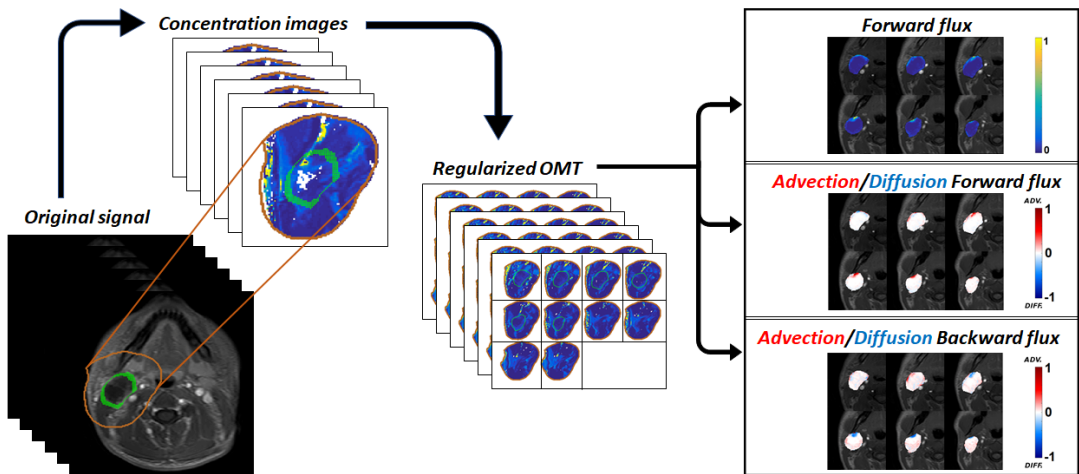 Original signal
Concentration images
Regularized OMT
Forward flux
1
0
Advection/Diffusion Forward flux
ADV.
1
0
-1
DIFF.
Advection/Diffusion Backward flux
ADV.
1
0
-1
DIFF.